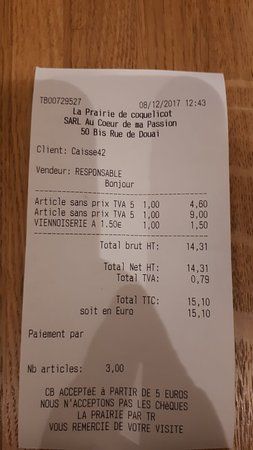 TB00729527 08/12/2017 12:43
La Prairie de coquelicot
SARL Au Coeur de ma Passion
50 Bis Rue de Douai
Client: Caisse42
Vendeur: RESPONSABLE
Bonjour
Article sans prix TVA 5 1,00 4,60
Article sans prix TVA 5 1,00 9,00
VIENNOISERIE A 1.50€ 1,00 1,50
Total brut HT: 14,31
Total Net HT: 14,31
Total TVA: 0,79
Total TTC: 15,10
soit en Euro 15,10
Paiement par
Nb articles: 3,00
CB ACCEPTéE à PARTIR DE 5 EUROS
NOUS N'ACCEPTONS PAS LES CHèQUES
LA PRAIRIE PAR TR
VOUS REMERCIE DE VOTRE VISITE